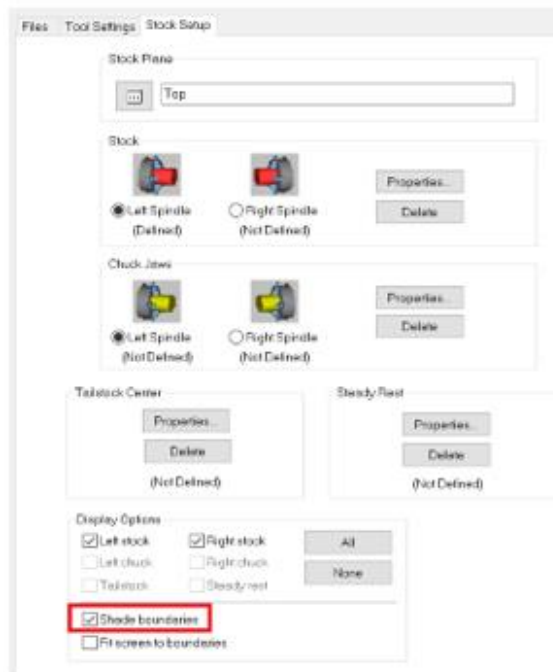 Files Tool Settings Stock Setup
Stock Plane
Top
Stock
Left Spindle Right Spindle Properties...
(Defined) (Not Defined) Delete
Chuck Jaws
Left Spindle Right Spindle Properties...
(Not Defined) (Not Defined) Delete
Tailstock Center Steady Rest
Properties... Properties...
Delete Delete
(Not Defined) (Not Defined)
Display Options
Left stock Right stock All
Left chuck Right chuck
Tailstock Steady rest None
Shade boundaries
Fit screen to boundaries